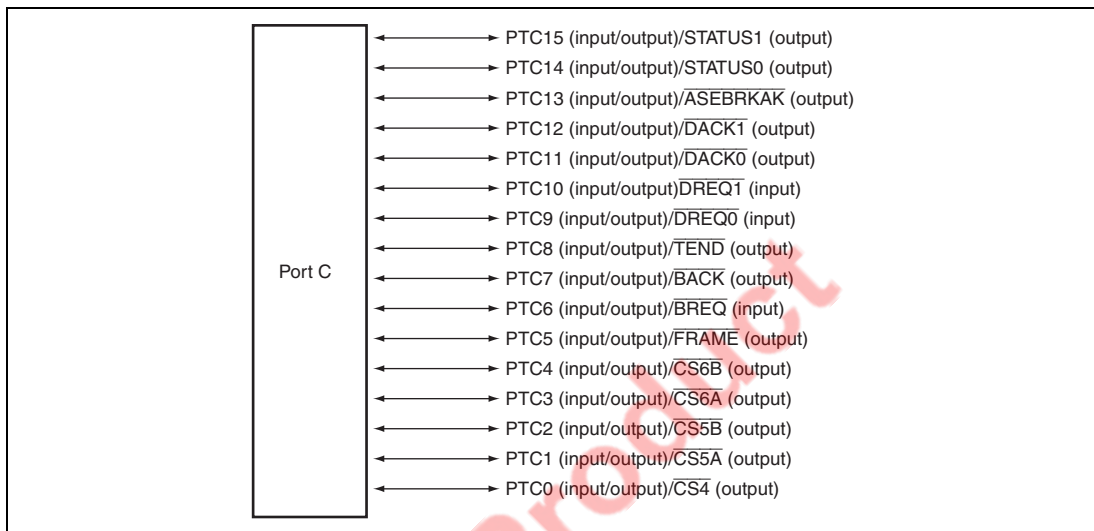 PTC15 (input/output)/STATUS1 (output)
PTC14 (input/output)/STATUS0 (output)
PTC13 (input/output)/ASEBRKAK (output)
PTC12 (input/output)/DACK1 (output)
PTC11 (input/output)/DACK0 (output)
PTC10 (input/output)DREQ1 (input)
PTC9 (input/output)/DREQ0 (input)
PTC8 (input/output)/TEND (output)
Port C
PTC7 (input/output)/BACK (output)
PTC6 (input/output)/BREQ (input)
PTC5 (input/output)/FRAME (output)
PTC4 (input/output)/CS6B (output)
PTC3 (input/output)/CS6A (output)
PTC2 (input/output)/CS5B (output)
PTC1 (input/output)/CS5A (output)
PTC0 (input/output)/CS4 (output)
Product